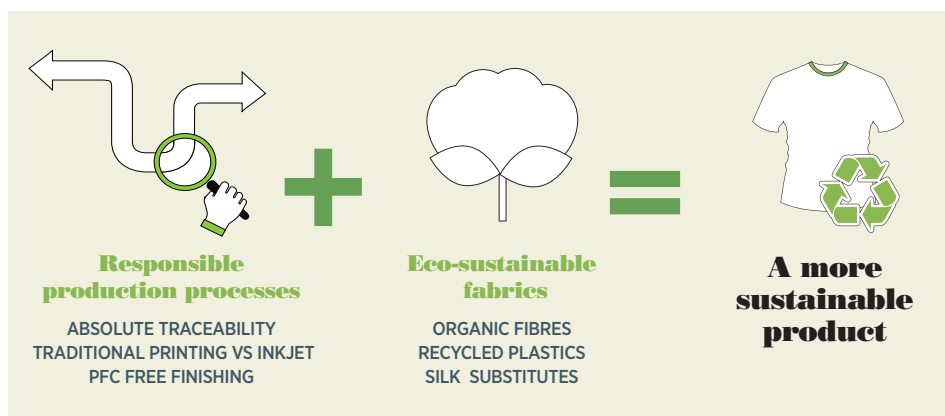 Responsible
production processes
ABSOLUTE TRACEABILITY
TRADITIONAL PRINTING VS INKJET
PFC FREE FINISHING
+
Eco-sustainable
fabrics
ORGANIC FIBRES
RECYCLED PLASTICS
SILK SUBSTITUTES
=
A more
sustainable
product